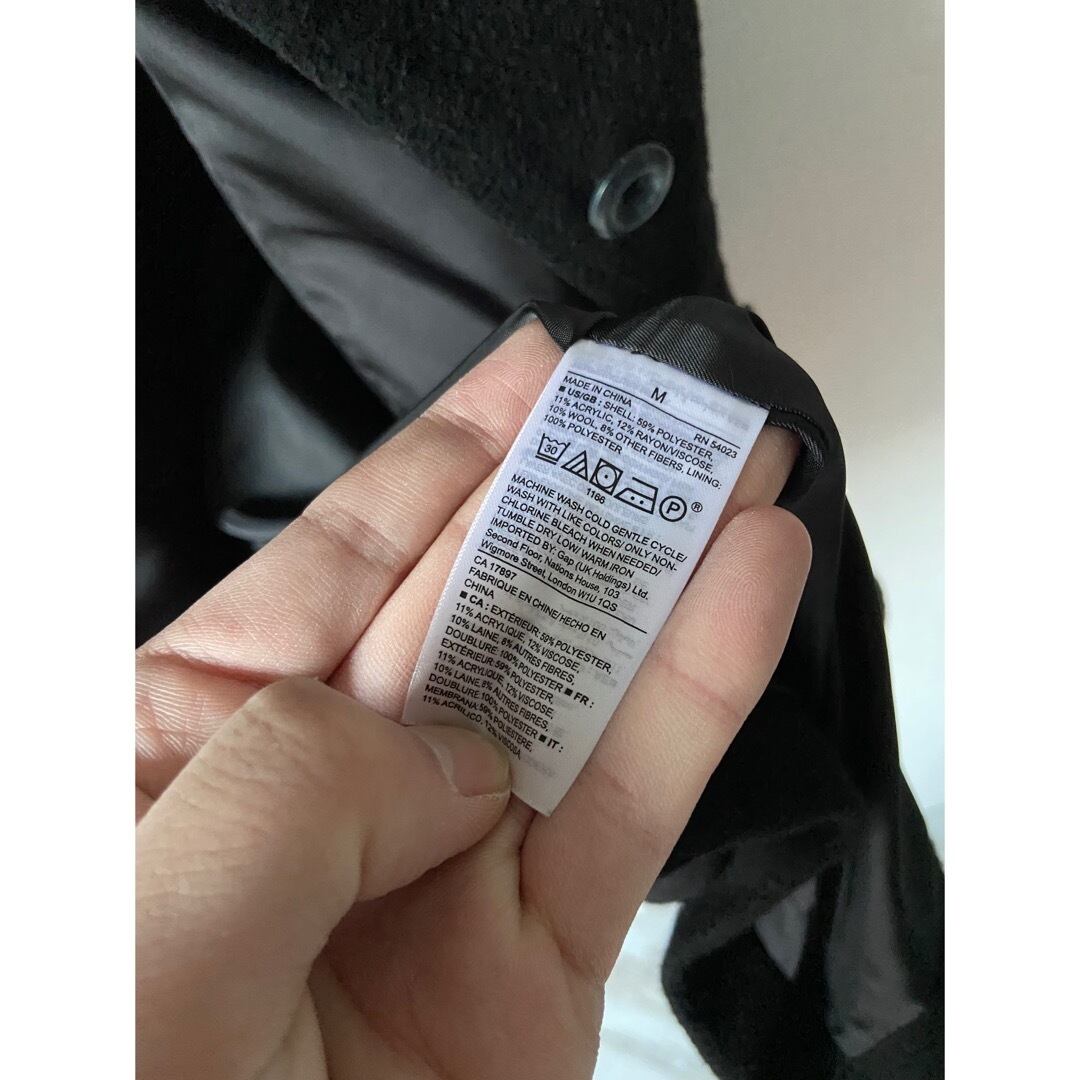 M
MADE IN CHINA RN 54023
■ US/GB : SHELL: 59% POLYESTER,
11% ACRYLIC, 12% RAYON/VISCOSE,
10% WOOL, 8% OTHER FIBERS, LINING:
100% POLYESTER
30 P ®
1166
MACHINE WASH COLD GENTLE CYCLE/
WASH WITH LIKE COLORS/ ONLY NON-
CHLORINE BLEACH WHEN NEEDED/
TUMBLE DRY LOW/ WARM IRON
IMPORTED BY: Gap (UK Holdings) Ltd.
Second Floor, Nations House, 103
Wigmore Street, London W1U 1QS
CA 17897
FABRIQUE EN CHINE/HECHO EN
CHINA
■ CA : EXTÉRIEUR: 59% POLYESTER,
11% ACRYLIQUE, 12% VISCOSE,
10% LAINE, 8% AUTRES FIBRES,
DOUBLURE: 100% POLYESTER ■ FR :
EXTÉRIEUR: 59% POLYESTER,
11% ACRYLIQUE, 12% VISCOSE,
10% LAINE, 8% AUTRES FIBRES,
DOUBLURE: 100% POLYESTER ■ IT :
MEMBRANA: 59% POLIESTERE,
11% ACRILICO, 12% VISCOSA,